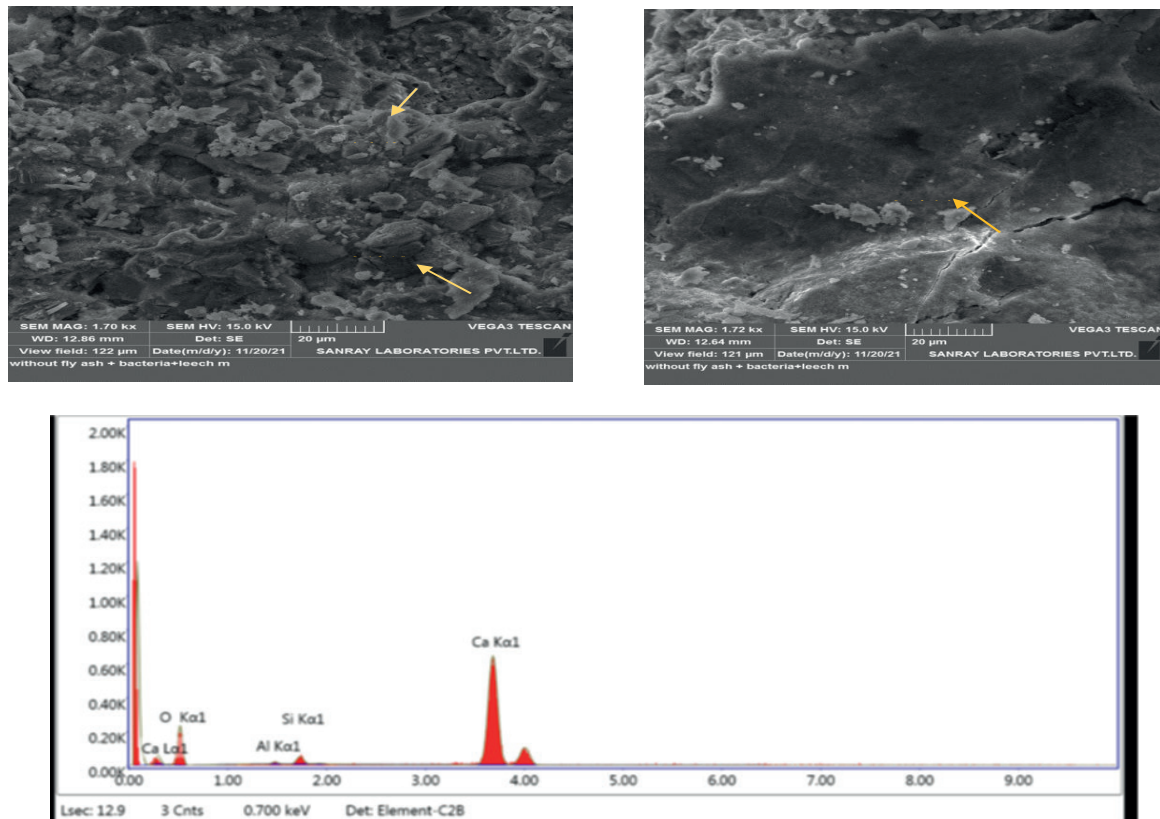 SEM MAG: 1.70 kx SEM HV: 15.0 kV VEGA3 TESCAN
WD: 12.86 mm Det: SE 20 µm
View field: 122 µm Date(m/d/y): 11/20/21 SANRAY LABORATORIES PVT.LTD.
without fly ash + bacteria+leech m
SEM MAG: 1.72 kx SEM HV: 15.0 kV VEGA3 TESCAN
WD: 12.64 mm Det: SE 20 µm
View field: 121 µm Date(m/d/y): 11/20/21 SANRAY LABORATORIES PVT.LTD.
without fly ash + bacteria+leech m
2.00K
1.80K
1.60K
1.40K
1.20K
1.00K
0.80K
0.60K
0.40K
0.20K
0.00K
Ca Kα1
O Kα1
Si Kα1
Ca Lα1
Al Kα1
0.00 1.00 2.00 3.00 4.00 5.00 6.00 7.00 8.00 9.00
Lsec: 12.9 3 Cnts 0.700 keV Det: Element-C2B